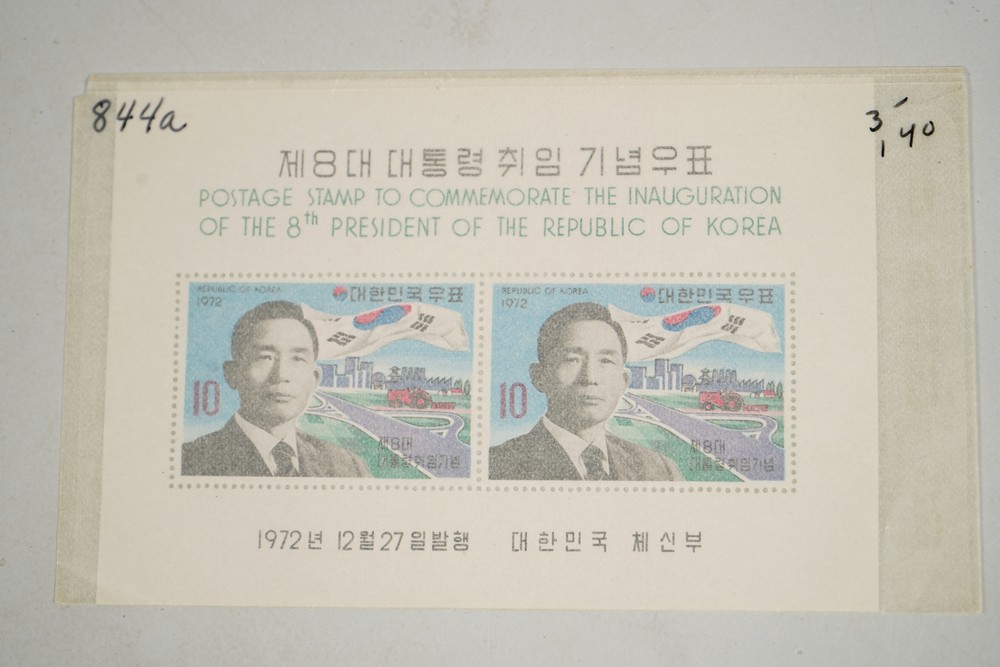 844a
3,40
제8대 대통령 취임 기념우표
POSTAGE STAMP TO COMMEMORATE THE INAUGURATION
OF THE 8th PRESIDENT OF THE REPUBLIC OF KOREA
REPUBLIC OF KOREA
1972
대한민국우표
10
제8대
대통령취임기념
REPUBLIC OF KOREA
1972
대한민국우표
10
제8대
대통령취임기념
1972년 12월 27일발행 대한민국 체신부